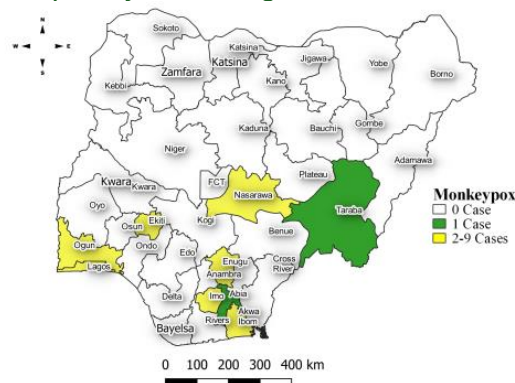 N
W E
S
Sokoto
Katsina
Katsina
Jigawa
Yobe
Borno
Zamfara
Kano
Kebbi
Kaduna
Bauchi
Gombe
Adamawa
Niger
Plateau
Kwara
Kwara
FCT
Nasarawa
Taraba
Oyo
Osun
Ekiti
Kogi
Benue
Ogun
Ondo
Lagos
Edo
Enugu
Anambra
Cross
River
Delta
Imo
Abia
Rivers
Akwa
Ibom
Bayelsa
Monkeypox
0 Case
1 Case
2-9 Cases
0 100 200 300 400 km